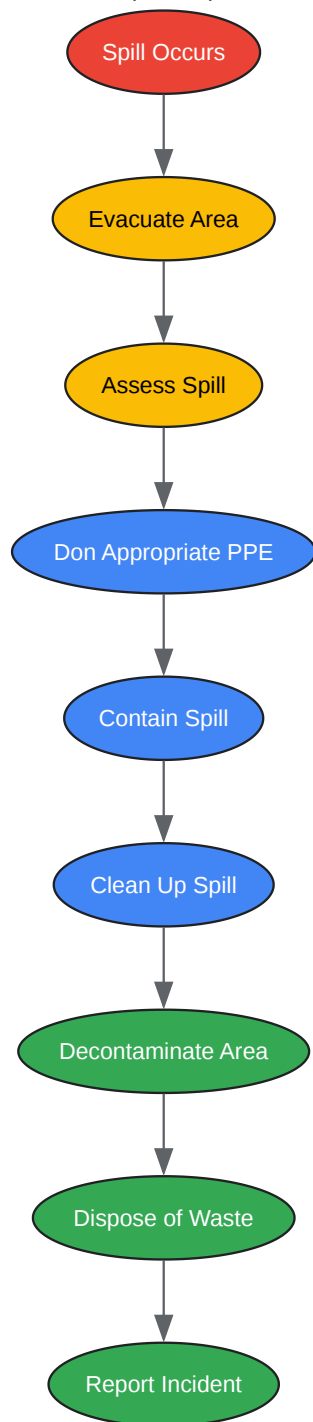 Spill Occurs
Evacuate Area
Assess Spill
Don Appropriate PPE
Contain Spill
Clean Up Spill
Decontaminate Area
Dispose of Waste
Report Incident